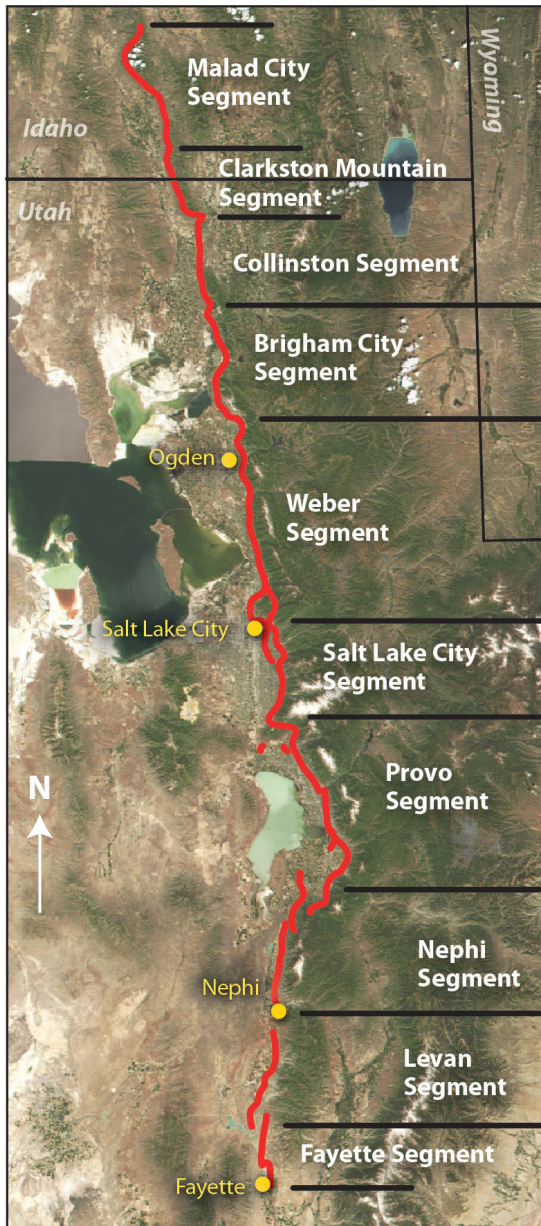 Malad City
Segment
Wyoming
Idaho
Clarkston Mountain
Segment
Utah
Collinston Segment
Brigham City
Segment
Ogden
Weber
Segment
Salt Lake City
Salt Lake City
Segment
Provo
Segment
N
Nephi
Segment
Nephi
Levan
Segment
Fayette Segment
Fayette